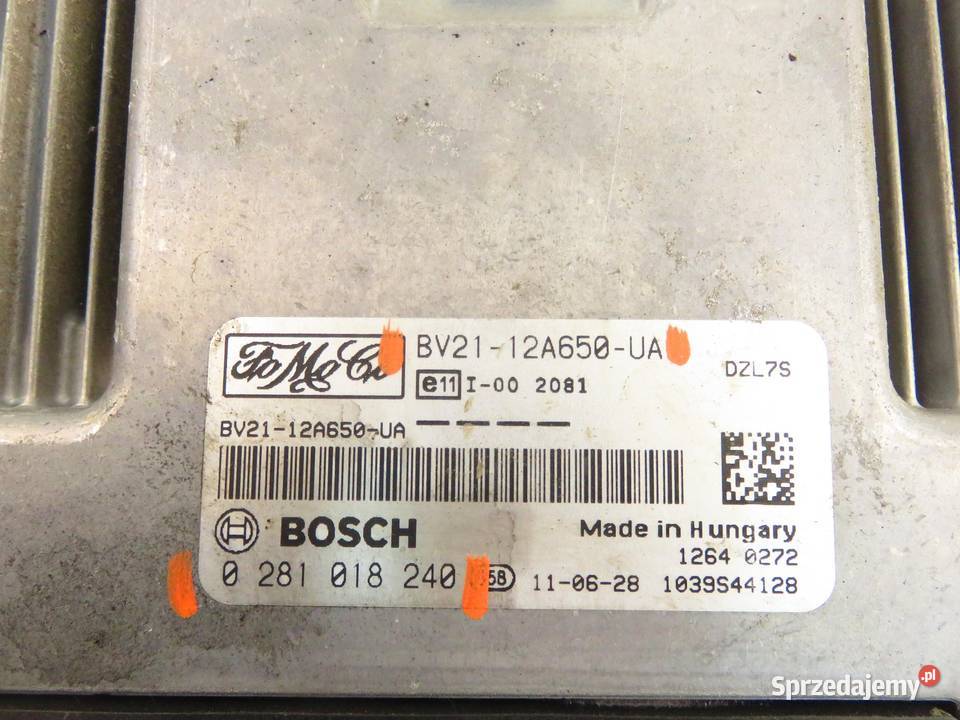 FoMoCo
BV21-12A650-UA
DZL7S
e11 I-00 2081
BV21-12A650-UA
BOSCH
Made in Hungary
1264 0272
0 281 018 240
58 11-06-28 1039S44128
Sprzedajemy.pl